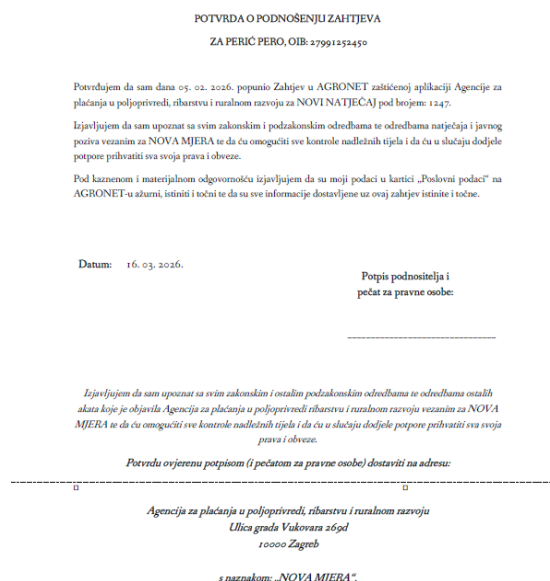 POTVRDA O PODNOŠENJU ZAHTJEVA
ZA PERIĆ PERO, OIB: 27991252450
Potvrđujem da sam dana 05. 02. 2026. popunio Zahtjev u AGRONET zaštićenoj aplikaciji Agencije za
plaćanja u poljoprivredi, ribarstvu i ruralnom razvoju za NOVI NATJEČAJ pod brojem: 1247.
Izjavljujem da sam upoznat sa svim zakonskim i podzakonskim odredbama te odredbama natječaja i javnog
poziva vezanim za NOVA MJERA te da ću omogućiti sve kontrole nadležnih tijela i da ću u slučaju dodjele
potpore prihvatiti sva svoja prava i obveze.
Pod kaznenom i materijalnom odgovornošću izjavljujem da su moji podaci u kartici „Poslovni podaci“ na
AGRONET-u ažurni, istiniti i točni te da su sve informacije dostavljene uz ovaj zahtjev istinite i točne.
Datum: 16. 03. 2026.
Potpis podnositelja i
pečat za pravne osobe:
Izjavljujem da sam upoznat sa svim zakonskim i ostalim podzakonskim odredbama te odredbama ostalih
akata koje je objavila Agencija za plaćanja u poljoprivredi ribarstvu i ruralnom razvoju vezanim za NOVA
MJERA te da ću omogućiti sve kontrole nadležnih tijela i da ću u slučaju dodjele potpore prihvatiti sva svoja
prava i obveze.
Potvrdu ovjerenu potpisom (i pečatom za pravne osobe) dostaviti na adresu:
Agencija za plaćanja u poljoprivredi, ribarstvu i ruralnom razvoju
Ulica grada Vukovara 269d
10000 Zagreb
s naznakom: „NOVA MJERA“.